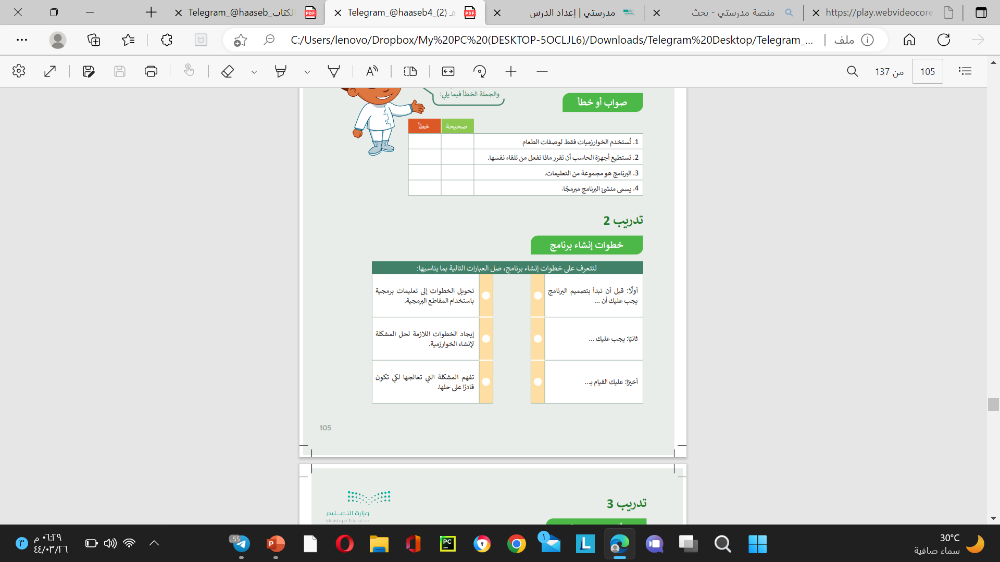 Telegram_@haaseb_الكتاب
Telegram_@haaseb4_(2)
مدرستي | إعداد الدرس
منصة مدرستي - بحث
https://play.webvideocore
C:/Users/lenovo/Dropbox/My%20PC%20(DESKTOP-5OCLJL6)/Downloads/Telegram%20Desktop/Telegram_...
ملف
105
من 137
والجملة الخطأ فيما يلي:
صواب أو خطأ
صحيحة
خطأ
1. تُستخدم الخوارزميات فقط لوصفات الطعام
2. تستطيع أجهزة الحاسب أن تقرر ماذا تفعل من تلقاء نفسها.
3. البرنامج هو مجموعة من التعليمات.
4. يسمى منشئ البرنامج مبرمجًا.
تدريب 2
خطوات إنشاء برنامج
لتتعرف على خطوات إنشاء برنامج، صل العبارات التالية بما يناسبها:
أولًا: قبل أن تبدأ بتصميم البرنامج
يجب عليك أن ...
تحويل الخطوات إلى تعليمات برمجية
باستخدام المقاطع البرمجية.
ثانيًا: يجب عليك ...
إيجاد الخطوات اللازمة لحل المشكلة
لإنشاء الخوارزمية.
أخيرًا: عليك القيام بـ...
تفهم المشكلة التي تعالجها لكي تكون
قادرًا على حلها.
105
تدريب 3
وزارة التعليم
Ministry of Education
٠٦:٢٩ م
٤٤/٠٣/٢٦
٣
..55
P
PC
L
١
30°C
سماء صافية